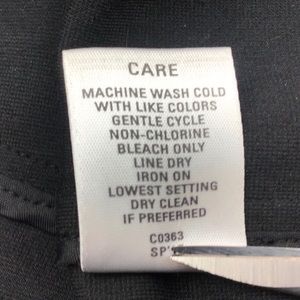 CARE
MACHINE WASH COLD
WITH LIKE COLORS
GENTLE CYCLE
NON-CHLORINE
BLEACH ONLY
LINE DRY
IRON ON
LOWEST SETTING
DRY CLEAN
IF PREFERRED
C0363